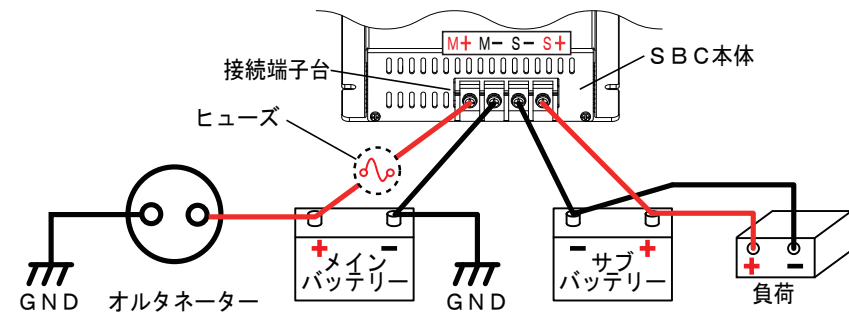 M+ M− S− S+
接続端子台
SBC本体
ヒューズ
+ −
メイン
バッテリー
− +
サブ
バッテリー
+ −
負荷
GND
オルタネーター
GND